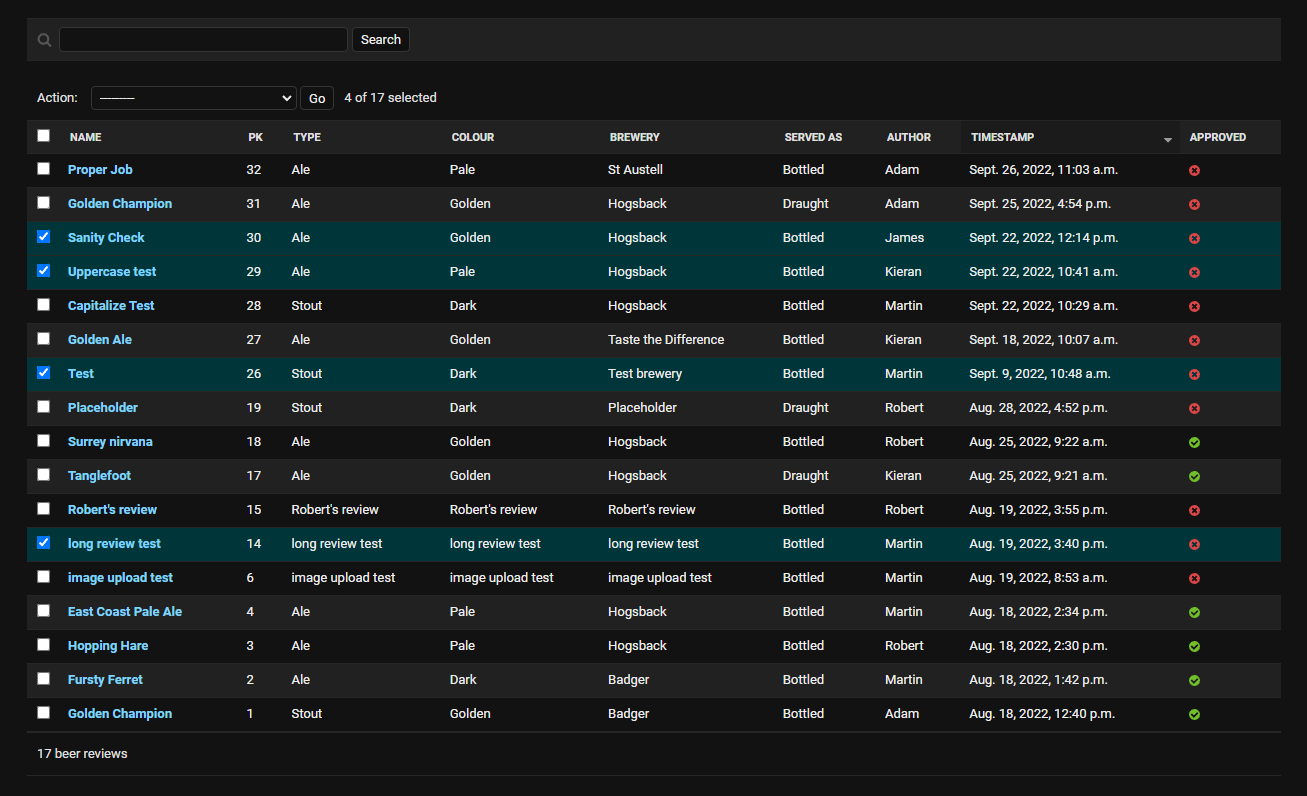 Search
Action: --------- Go 4 of 17 selected
NAME PK TYPE COLOUR BREWERY SERVED AS AUTHOR TIMESTAMP APPROVED
Proper Job 32 Ale Pale St Austell Bottled Adam Sept. 26, 2022, 11:03 a.m.
Golden Champion 31 Ale Golden Hogsback Draught Adam Sept. 25, 2022, 4:54 p.m.
Sanity Check 30 Ale Golden Hogsback Bottled James Sept. 22, 2022, 12:14 p.m.
Uppercase test 29 Ale Pale Hogsback Bottled Kieran Sept. 22, 2022, 10:41 a.m.
Capitalize Test 28 Stout Dark Hogsback Bottled Martin Sept. 22, 2022, 10:29 a.m.
Golden Ale 27 Ale Golden Taste the Difference Bottled Kieran Sept. 18, 2022, 10:07 a.m.
Test 26 Stout Dark Test brewery Bottled Martin Sept. 9, 2022, 10:48 a.m.
Placeholder 19 Stout Dark Placeholder Draught Robert Aug. 28, 2022, 4:52 p.m.
Surrey nirvana 18 Ale Golden Hogsback Bottled Robert Aug. 25, 2022, 9:22 a.m.
Tanglefoot 17 Ale Golden Hogsback Draught Kieran Aug. 25, 2022, 9:21 a.m.
Robert's review 15 Robert's review Robert's review Robert's review Bottled Robert Aug. 19, 2022, 3:55 p.m.
long review test 14 long review test long review test long review test Bottled Martin Aug. 19, 2022, 3:40 p.m.
image upload test 6 image upload test image upload test image upload test Bottled Martin Aug. 19, 2022, 8:53 a.m.
East Coast Pale Ale 4 Ale Pale Hogsback Bottled Martin Aug. 18, 2022, 2:34 p.m.
Hopping Hare 3 Ale Pale Hogsback Bottled Robert Aug. 18, 2022, 2:30 p.m.
Fursty Ferret 2 Ale Dark Badger Bottled Martin Aug. 18, 2022, 1:42 p.m.
Golden Champion 1 Stout Golden Badger Bottled Adam Aug. 18, 2022, 12:40 p.m.
17 beer reviews